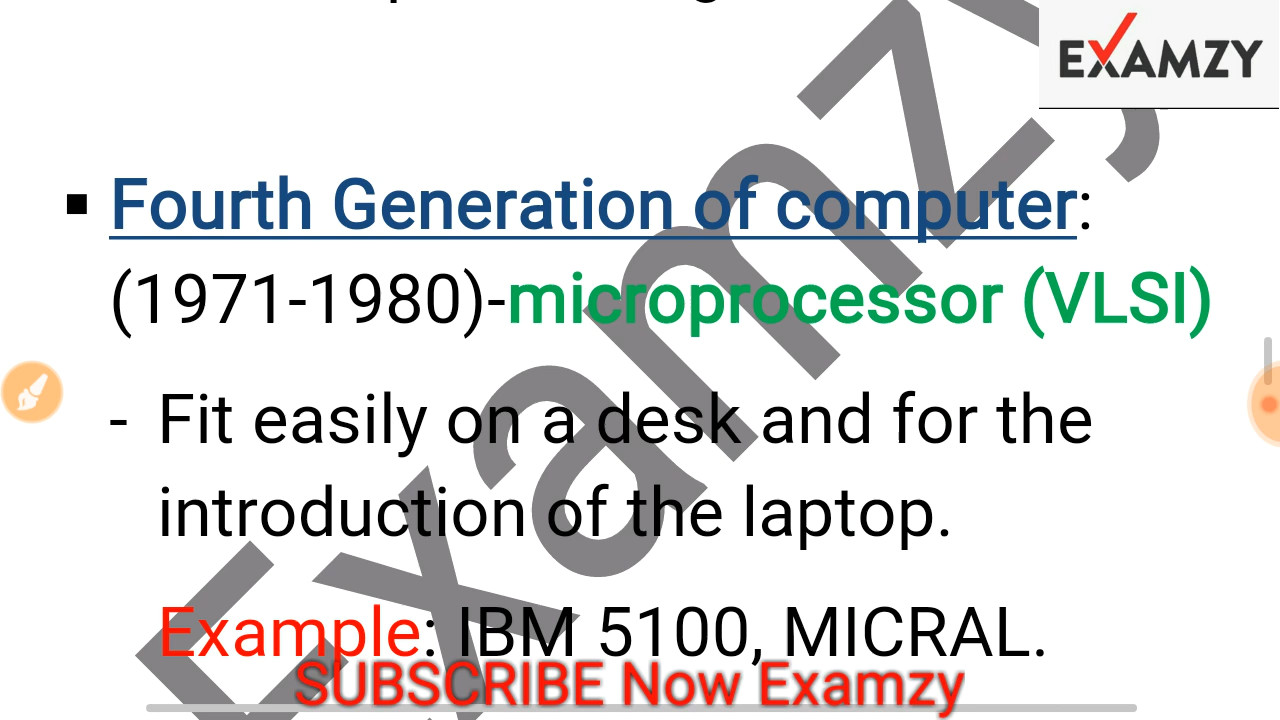 EXAMZY
▪ Fourth Generation of computer:
(1971-1980)-microprocessor (VLSI)
- Fit easily on a desk and for the
introduction of the laptop.
Example: IBM 5100, MICRAL.
SUBSCRIBE Now Examzy
Examzy